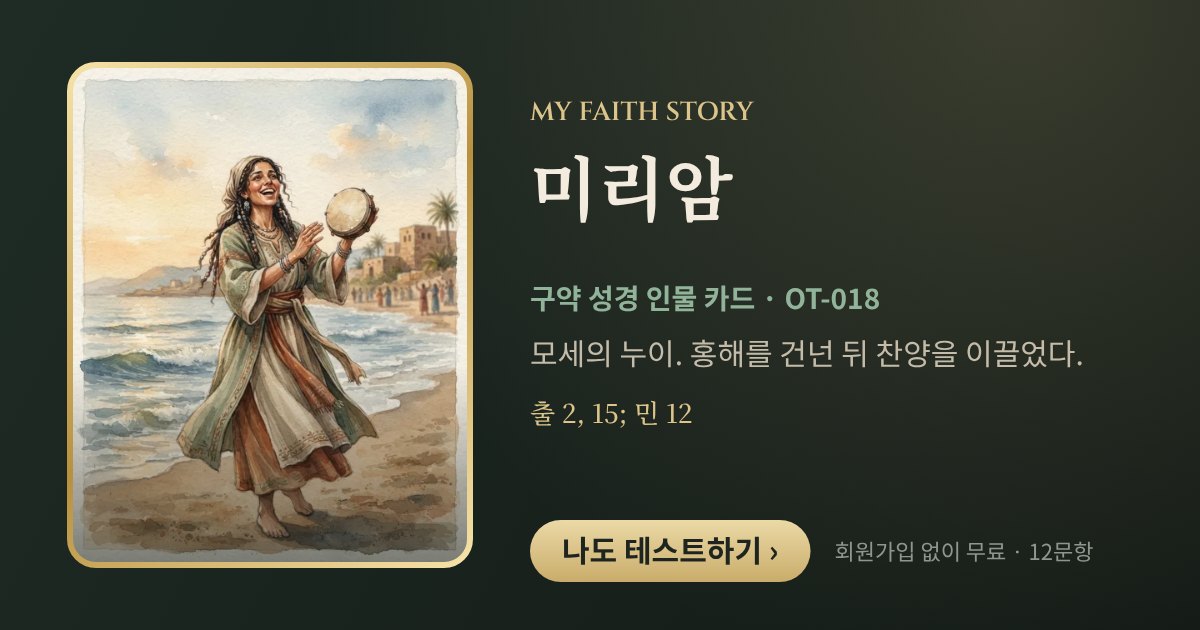 MY FAITH STORY
미리암
구약 성경 인물 카드 · OT-018
모세의 누이. 홍해를 건넌 뒤 찬양을 이끌었다.
출 2, 15; 민 12
나도 테스트하기 ›
회원가입 없이 무료 · 12문항